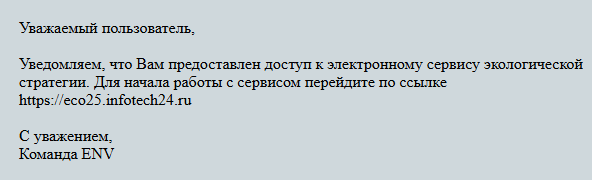 Уважаемый пользователь,
Уведомляем, что Вам предоставлен доступ к электронному сервису экологической
стратегии. Для начала работы с сервисом перейдите по ссылке
https://eco25.infotech24.ru
С уважением,
Команда ENV